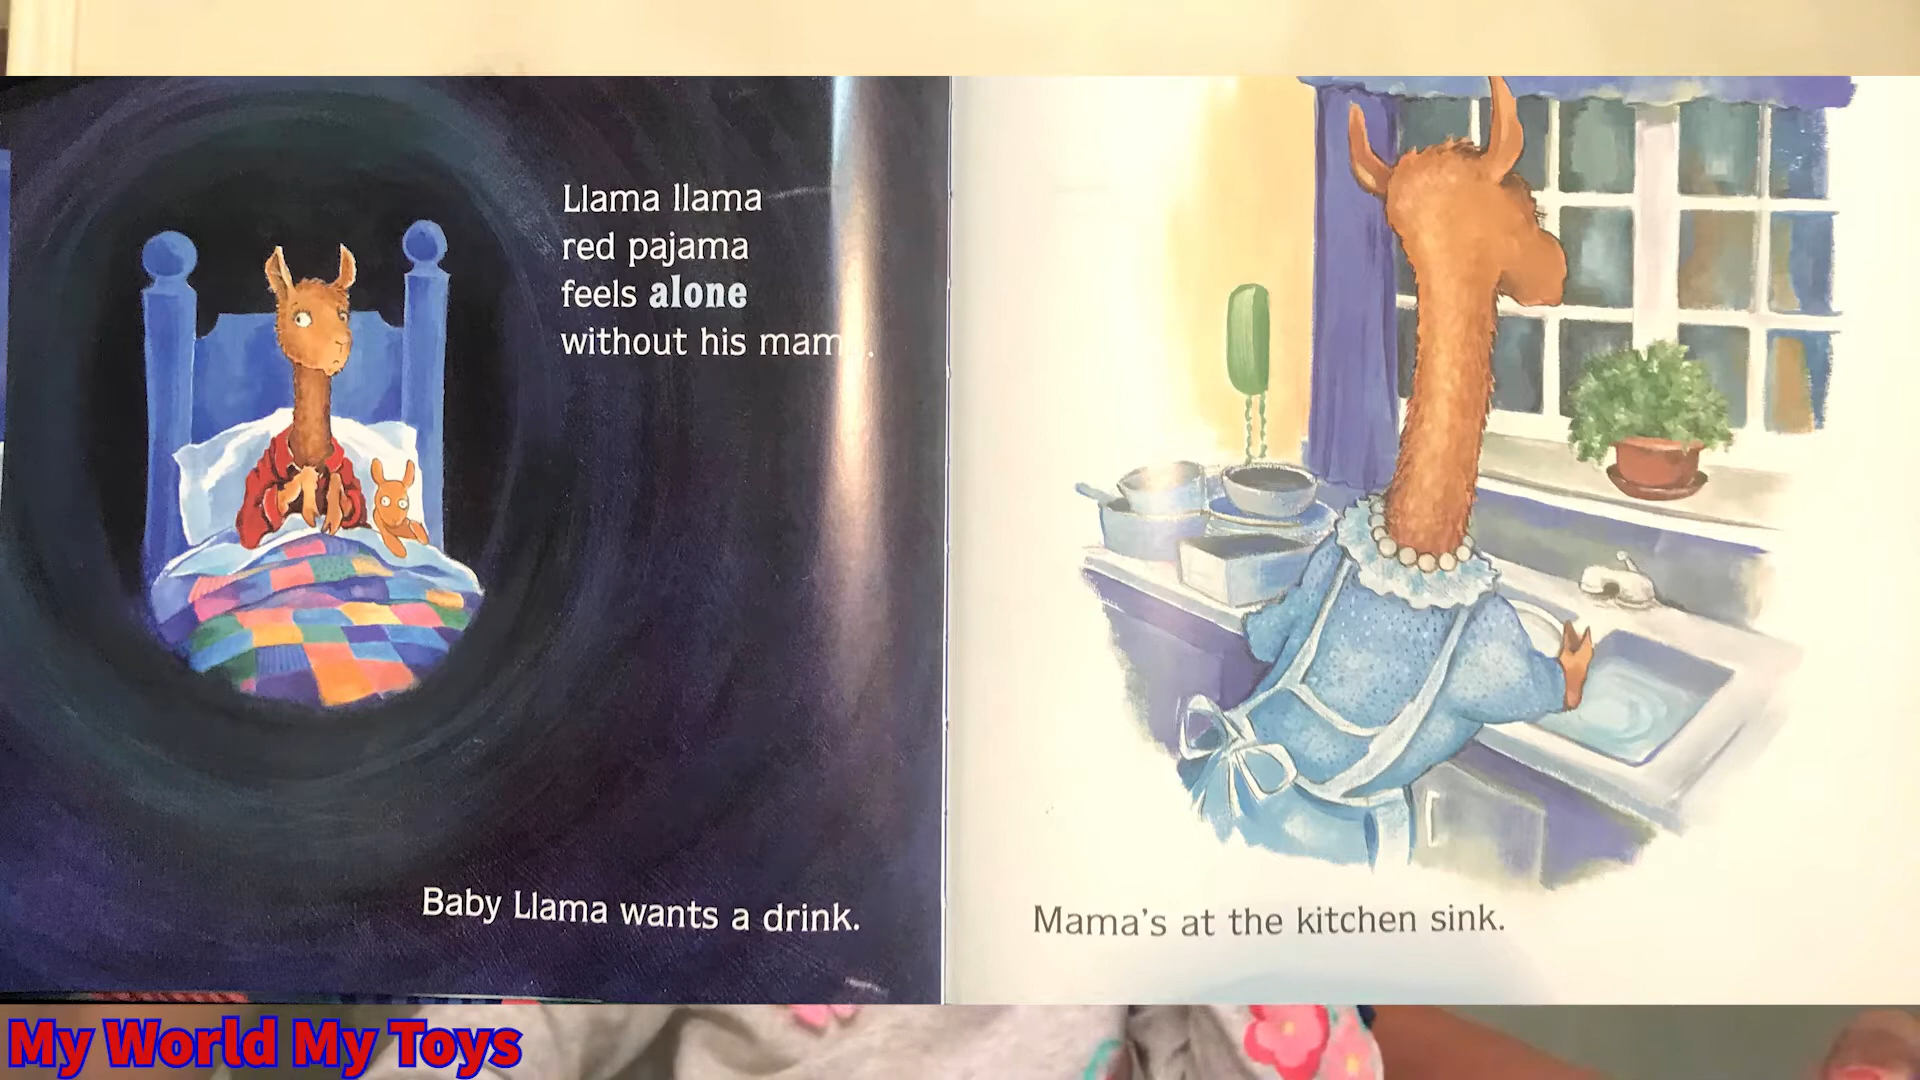 Llama llama
red pajama
feels alone
without his
Baby Llama wants a drink.
Mama's at the kitchen sink.
My World My Toys